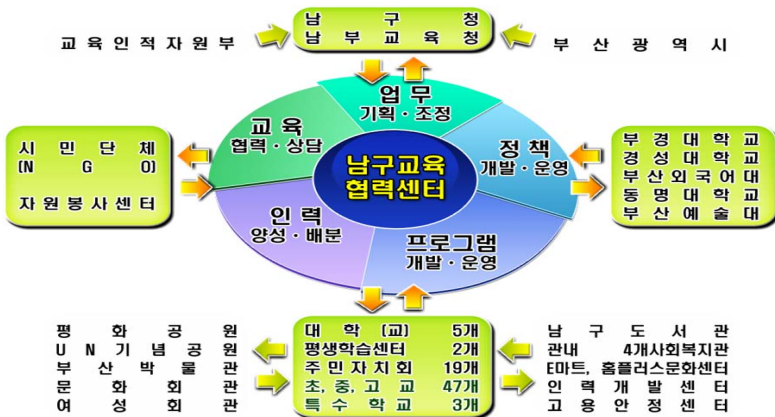 남 구 청
남 부 교 육 청
교 육 인 적 자 원 부
부 산 광 역 시
업 무
기획 · 조정
교 육
협력 · 상담
정 책
개발 · 운영
남구교육
협력센터
인 력
양성 · 배분
프로그램
개발 · 운영
시 민 단 체
(N G O)
자 원 봉 사 센 터
부 경 대 학 교
경 성 대 학 교
부 산 외 국 어 대
동 명 대 학 교
부 산 예 술 대
평 화 공 원
U N 기 념 공 원
부 산 박 물 관
문 화 회 관
여 성 회 관
대 학 (교) 5개
평생학습센터 2개
주 민 자 치 회 19개
초, 중, 고 교 47개
특 수 학 교 3개
남 구 도 서 관
관내 4개사회복지관
E마트, 홈플러스문화센터
인 력 개 발 센 터
고 용 안 정 센 터